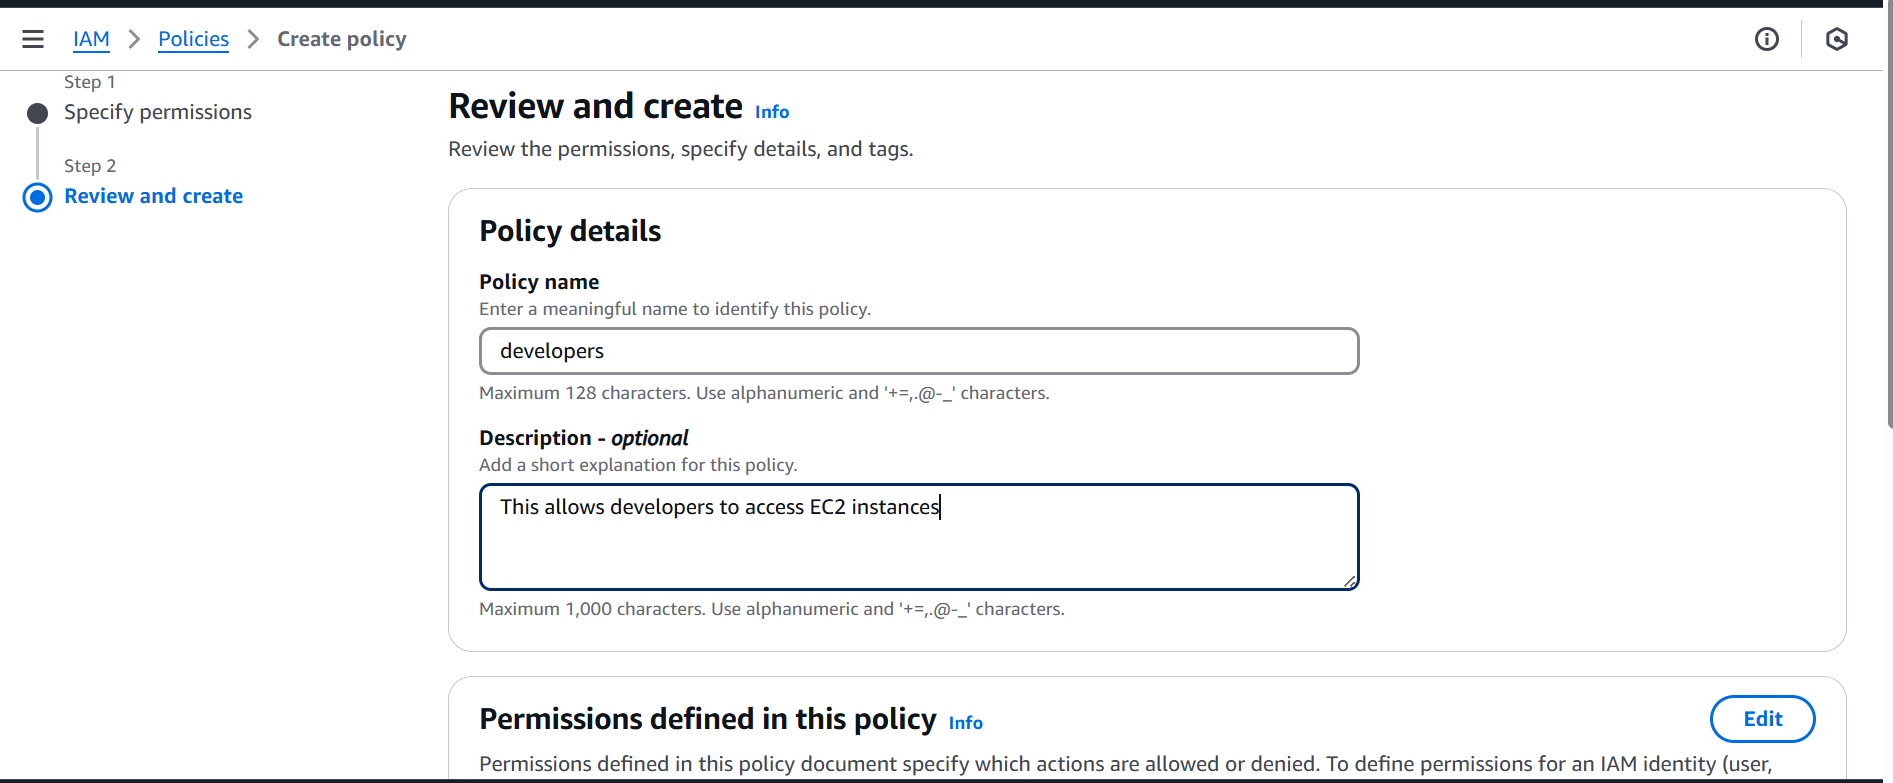 IAM > Policies > Create policy
Step 1
Specify permissions
Step 2
Review and create
Review and create Info
Review the permissions, specify details, and tags.
Policy details
Policy name
Enter a meaningful name to identify this policy.
developers
Maximum 128 characters. Use alphanumeric and '+=,.@-_' characters.
Description - optional
Add a short explanation for this policy.
This allows developers to access EC2 instances
Maximum 1,000 characters. Use alphanumeric and '+=,.@-_' characters.
Permissions defined in this policy Info
Edit
Permissions defined in this policy document specify which actions are allowed or denied. To define permissions for an IAM identity (user,